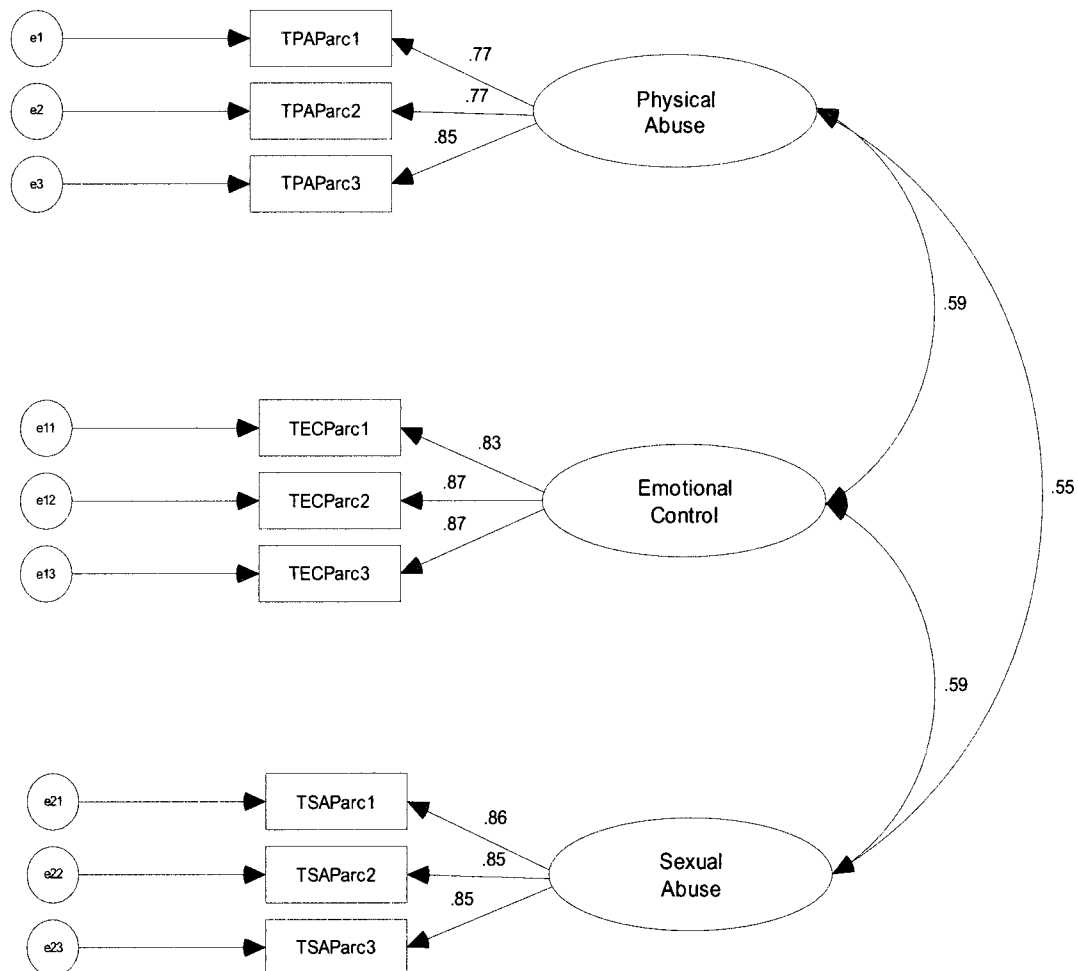 e1
TPAParc1
.77
e2
TPAParc2
.77
Physical
Abuse
e3
TPAParc3
.85
.59
e11
TECParc1
.83
e12
TECParc2
.87
Emotional
Control
.55
e13
TECParc3
.87
.59
e21
TSAParc1
.86
e22
TSAParc2
.85
Sexual
Abuse
e23
TSAParc3
.85